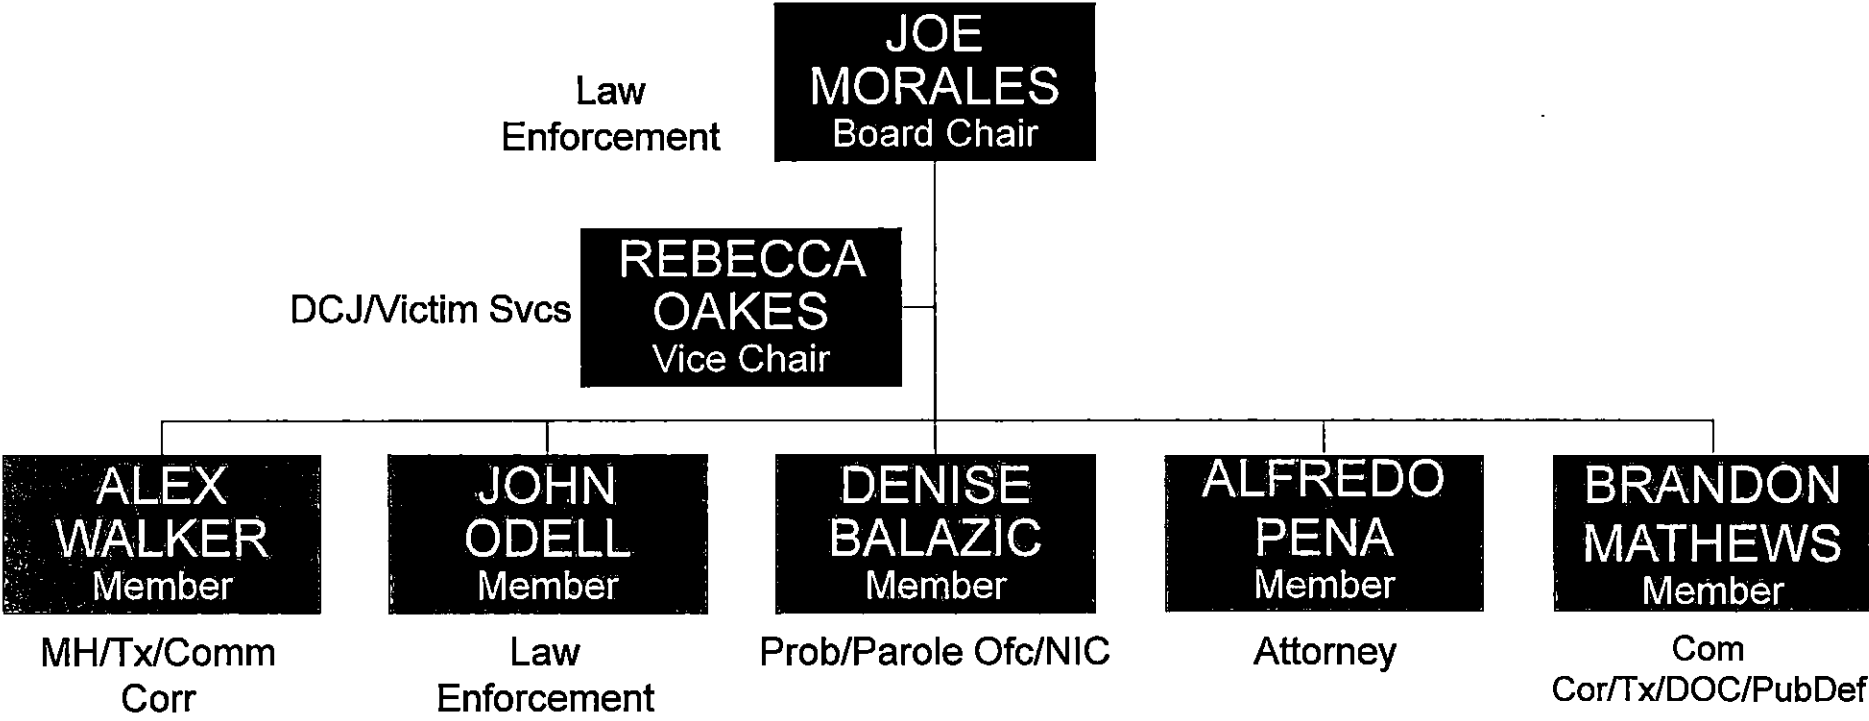 JOE
MORALES
Board Chair
Law
Enforcement
REBECCA
OAKES
Vice Chair
DCJ/Victim Svcs
ALEX
WALKER
Member
MH/Tx/Comm
Corr
JOHN
ODELL
Member
Law
Enforcement
DENISE
BALAZIC
Member
Prob/Parole Ofc/NIC
ALFREDO
PENA
Member
Attorney
BRANDON
MATHEWS
Member
Com
Cor/Tx/DOC/PubDef